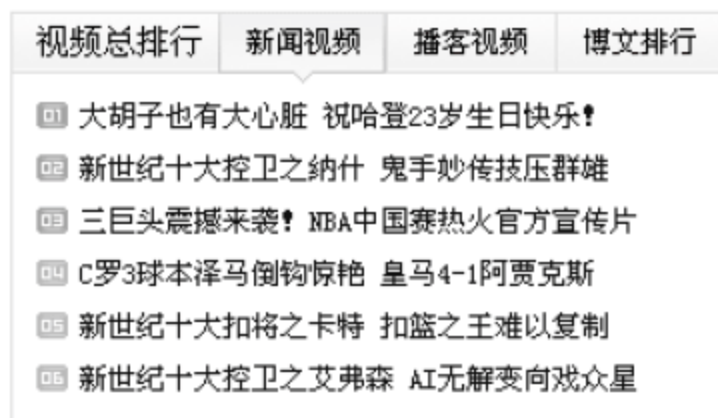 视频总排行 新闻视频 播客视频 博文排行
01 大胡子也有大心脏 祝哈登23岁生日快乐!
02 新世纪十大控卫之纳什 鬼手妙传技压群雄
03 三巨头震撼来袭! NBA中国赛热火官方宣传片
04 C罗3球本泽马倒钩惊艳 皇马4-1阿贾克斯
05 新世纪十大扣将之卡特 扣篮之王难以复制
06 新世纪十大控卫之艾弗森 AI无解变向戏众星